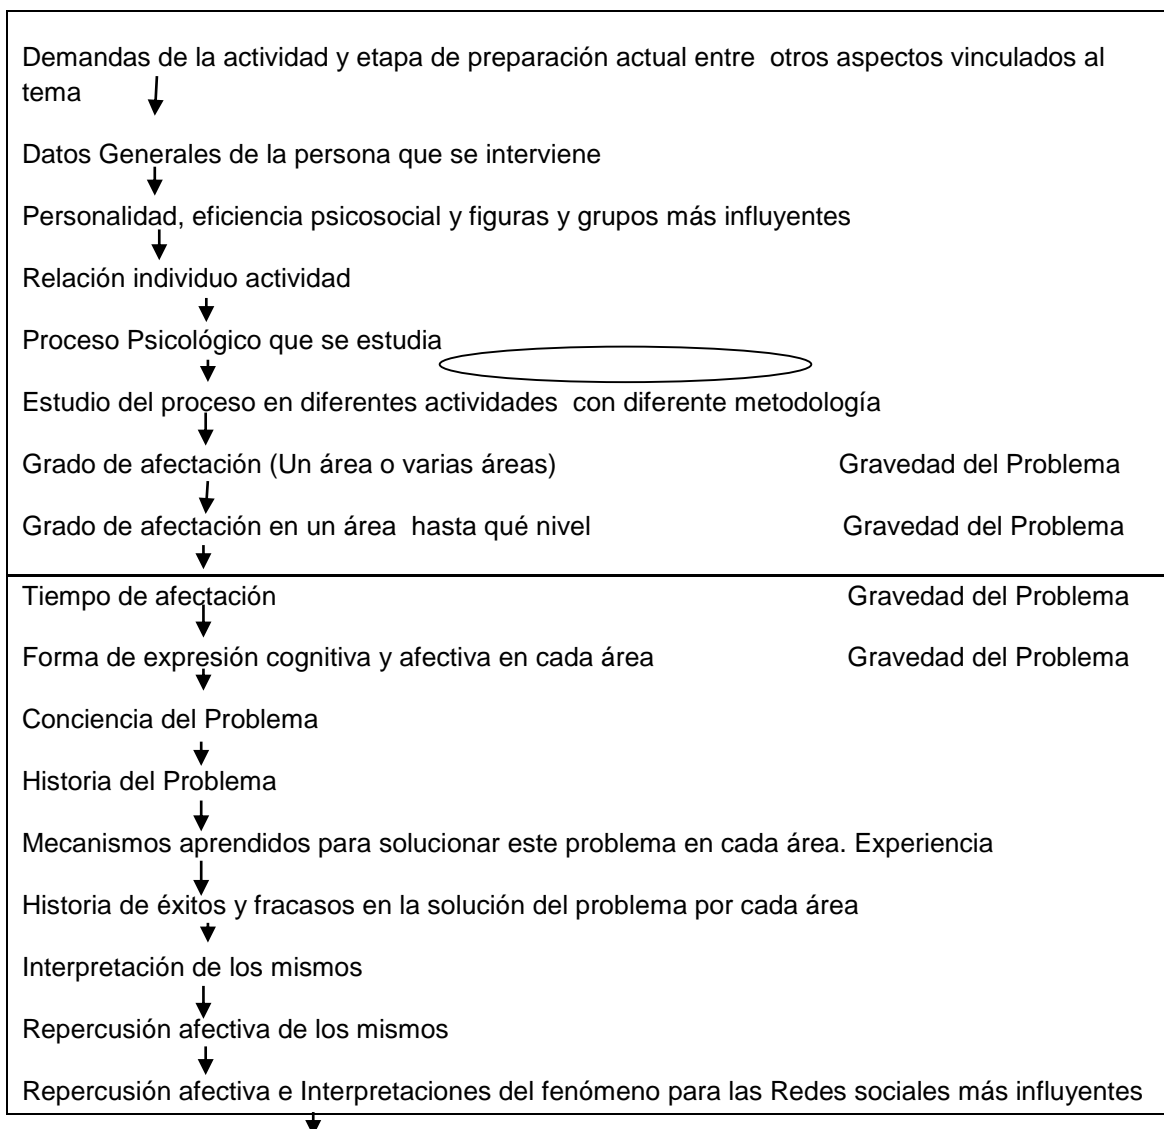 Demandas de la actividad y etapa de preparación actual entre  otros aspectos vinculados al
tema
Datos Generales de la persona que se interviene
Personalidad, eficiencia psicosocial y figuras y grupos más influyentes
Relación individuo actividad
Proceso Psicológico que se estudia
Estudio del proceso en diferentes actividades  con diferente metodología
Grado de afectación (Un área o varias áreas) Gravedad del Problema
Grado de afectación en un área  hasta qué nivel Gravedad del Problema
Tiempo de afectación Gravedad del Problema
Forma de expresión cognitiva y afectiva en cada área Gravedad del Problema
Conciencia del Problema
Historia del Problema
Mecanismos aprendidos para solucionar este problema en cada área. Experiencia
Historia de éxitos y fracasos en la solución del problema por cada área
Interpretación de los mismos
Repercusión afectiva de los mismos
Repercusión afectiva e Interpretaciones del fenómeno para las Redes sociales más influyentes